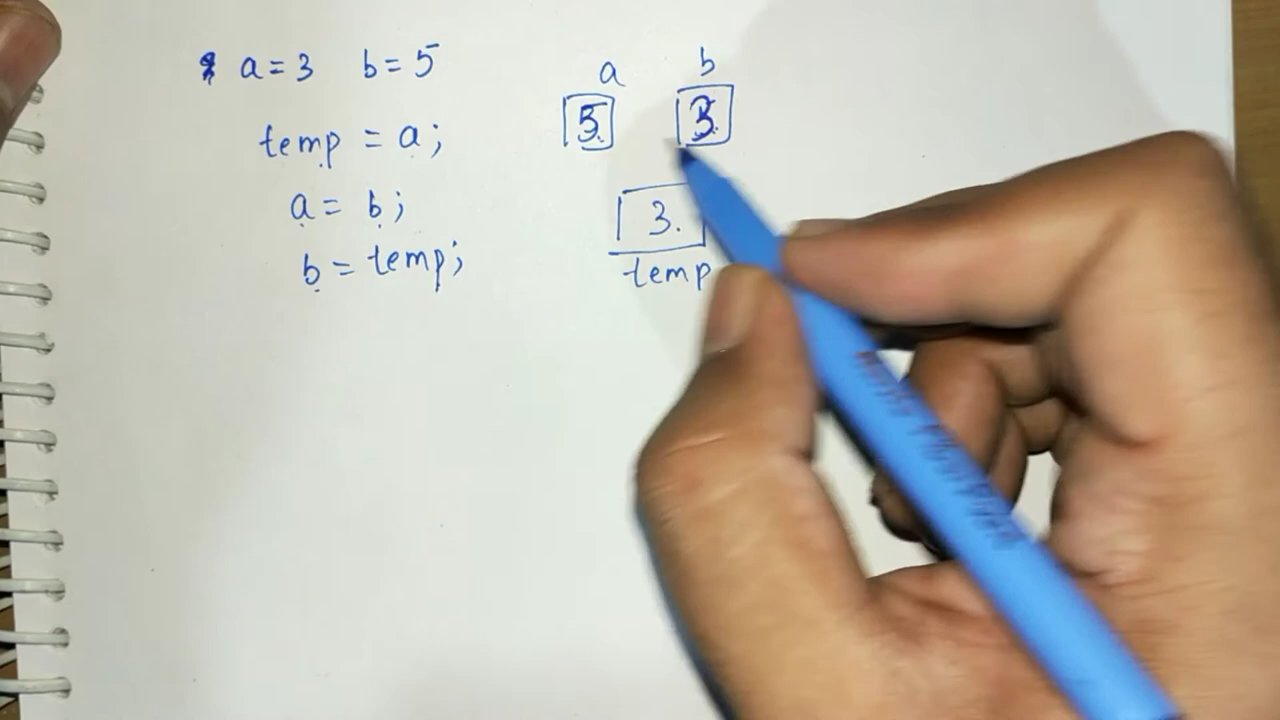 a=3 b=5
temp = a;
a = b;
b = temp;
a b
5 3
3.
temp